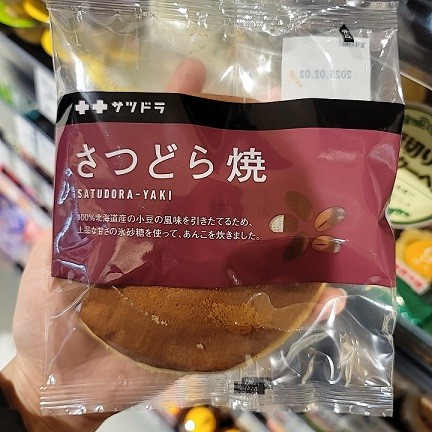 2025.02.02
サツドラ
さつどら焼
SATUDORA-YAKI
100%北海道産の小豆の風味を引きたてるため、
上品な甘さの氷砂糖を使って、あんこを炊きました。
切り